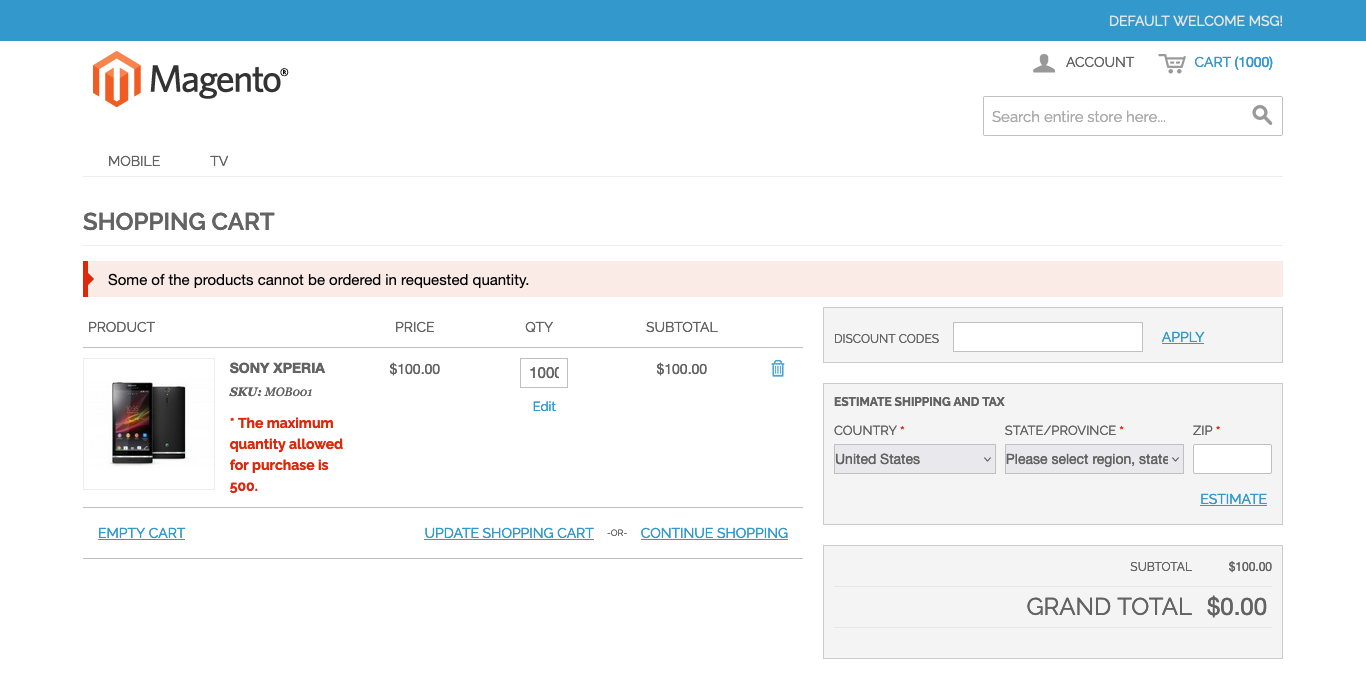 DEFAULT WELCOME MSG!
Magento®
ACCOUNT
CART (1000)
Search entire store here...
MOBILE
TV
SHOPPING CART
Some of the products cannot be ordered in requested quantity.
PRODUCT PRICE QTY SUBTOTAL
SONY XPERIA $100.00 1000 $100.00
SKU: MOB001
Edit
* The maximum
quantity allowed
for purchase is
500.
EMPTY CART UPDATE SHOPPING CART -OR- CONTINUE SHOPPING
DISCOUNT CODES APPLY
ESTIMATE SHIPPING AND TAX
COUNTRY * STATE/PROVINCE * ZIP *
United States Please select region, state
ESTIMATE
SUBTOTAL $100.00
GRAND TOTAL $0.00